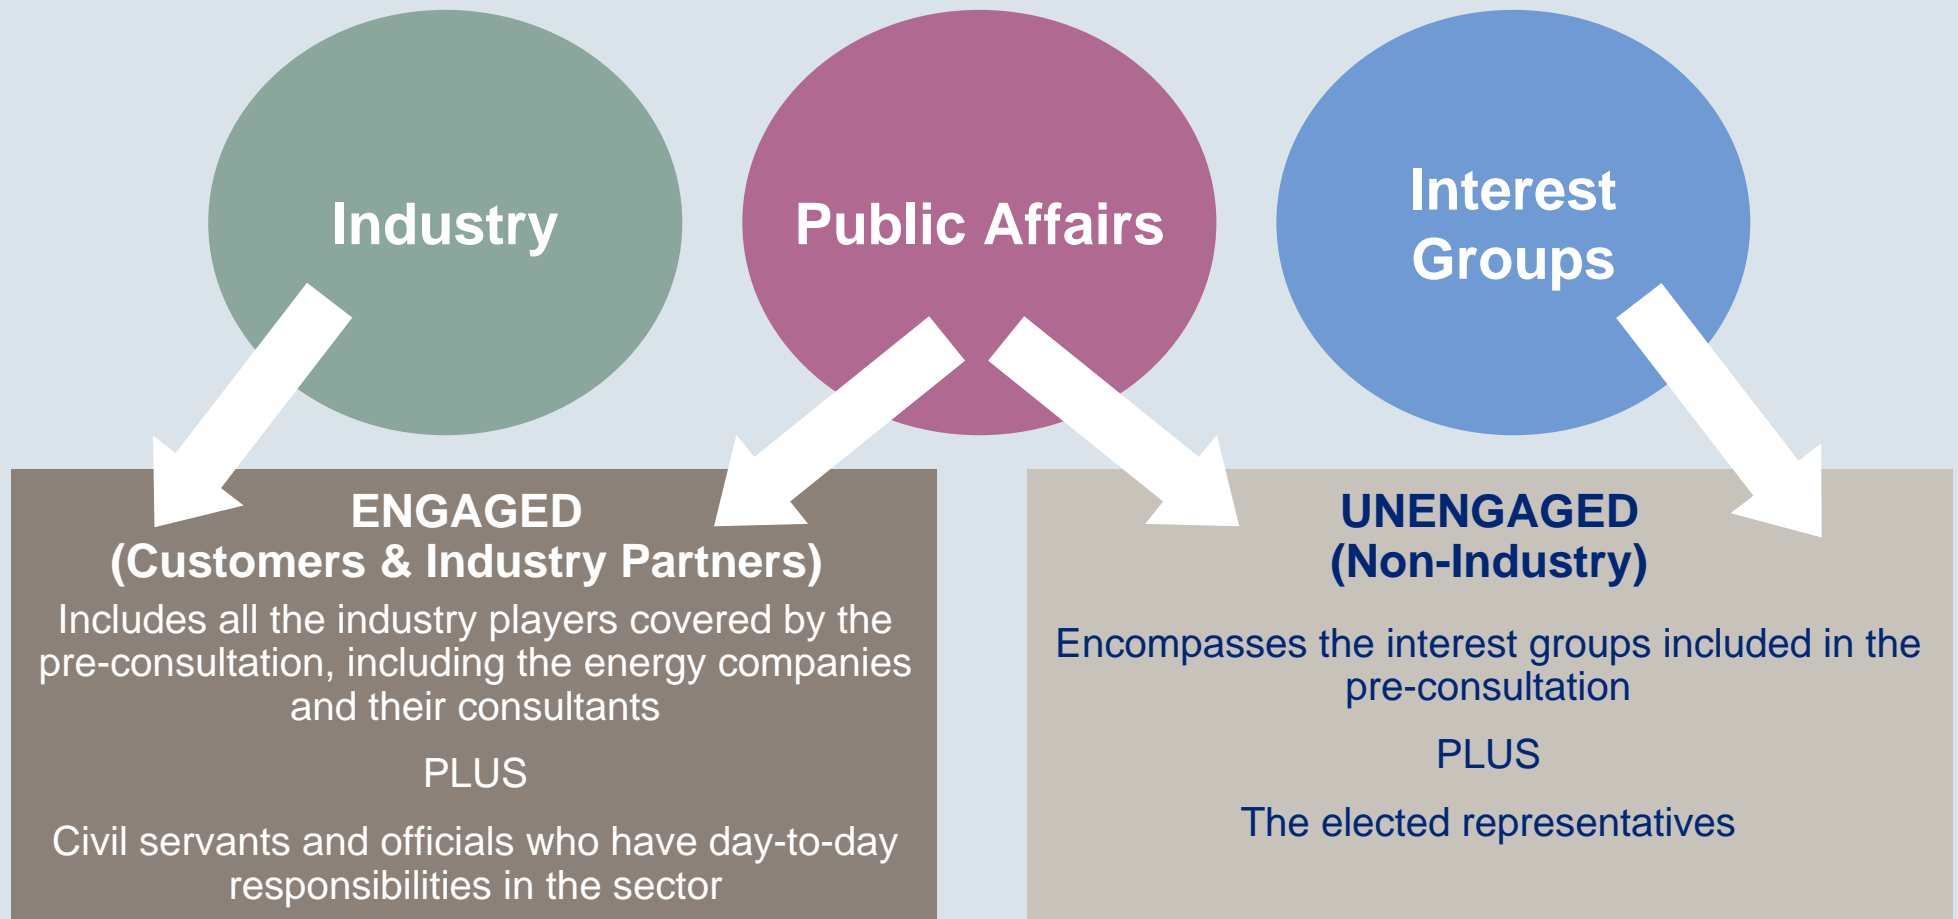 Industry
Public Affairs
Interest
Groups
ENGAGED
(Customers & Industry Partners)
Includes all the industry players covered by the
pre-consultation, including the energy companies
and their consultants
PLUS
Civil servants and officials who have day-to-day
responsibilities in the sector
UNENGAGED
(Non-Industry)
Encompasses the interest groups included in the
pre-consultation
PLUS
The elected representatives